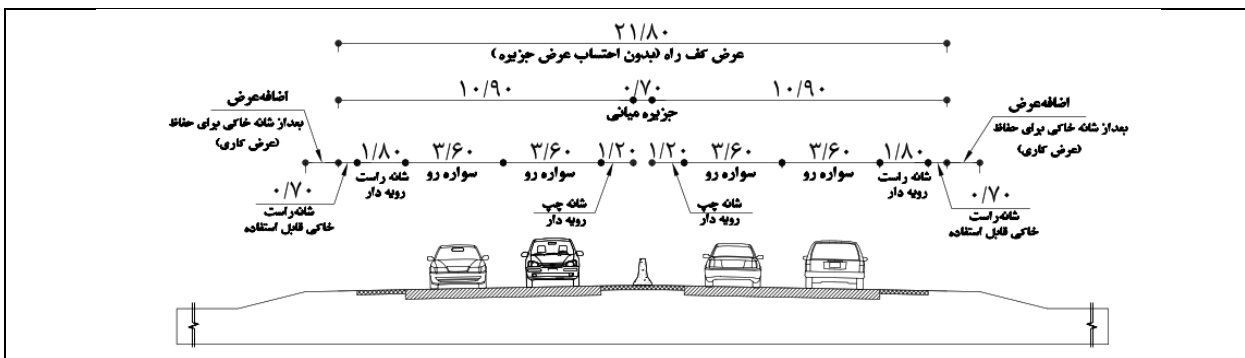 ۲۱/۸۰
عرض کف راه (بدون احتساب عرض جزیره)
۱۰/۹۰
۰/۷۰
۱۰/۹۰
جزیره میانی
اضافه‌عرض
بعداز شانه خاکی برای حفاظ
(عرض کاری)
اضافه‌عرض
بعداز شانه خاکی برای حفاظ
(عرض کاری)
۱/۸۰
۳/۶۰
۳/۶۰
۱/۲۰
۱/۲۰
۳/۶۰
۳/۶۰
۱/۸۰
شانه راست
رویه دار
سواره رو
سواره رو
سواره رو
سواره رو
شانه راست
رویه دار
۰/۷۰
شانه‌راست
خاکی قابل استفاده
شانه چپ
رویه دار
شانه چپ
رویه دار
۰/۷۰
شانه‌راست
خاکی قابل استفاده